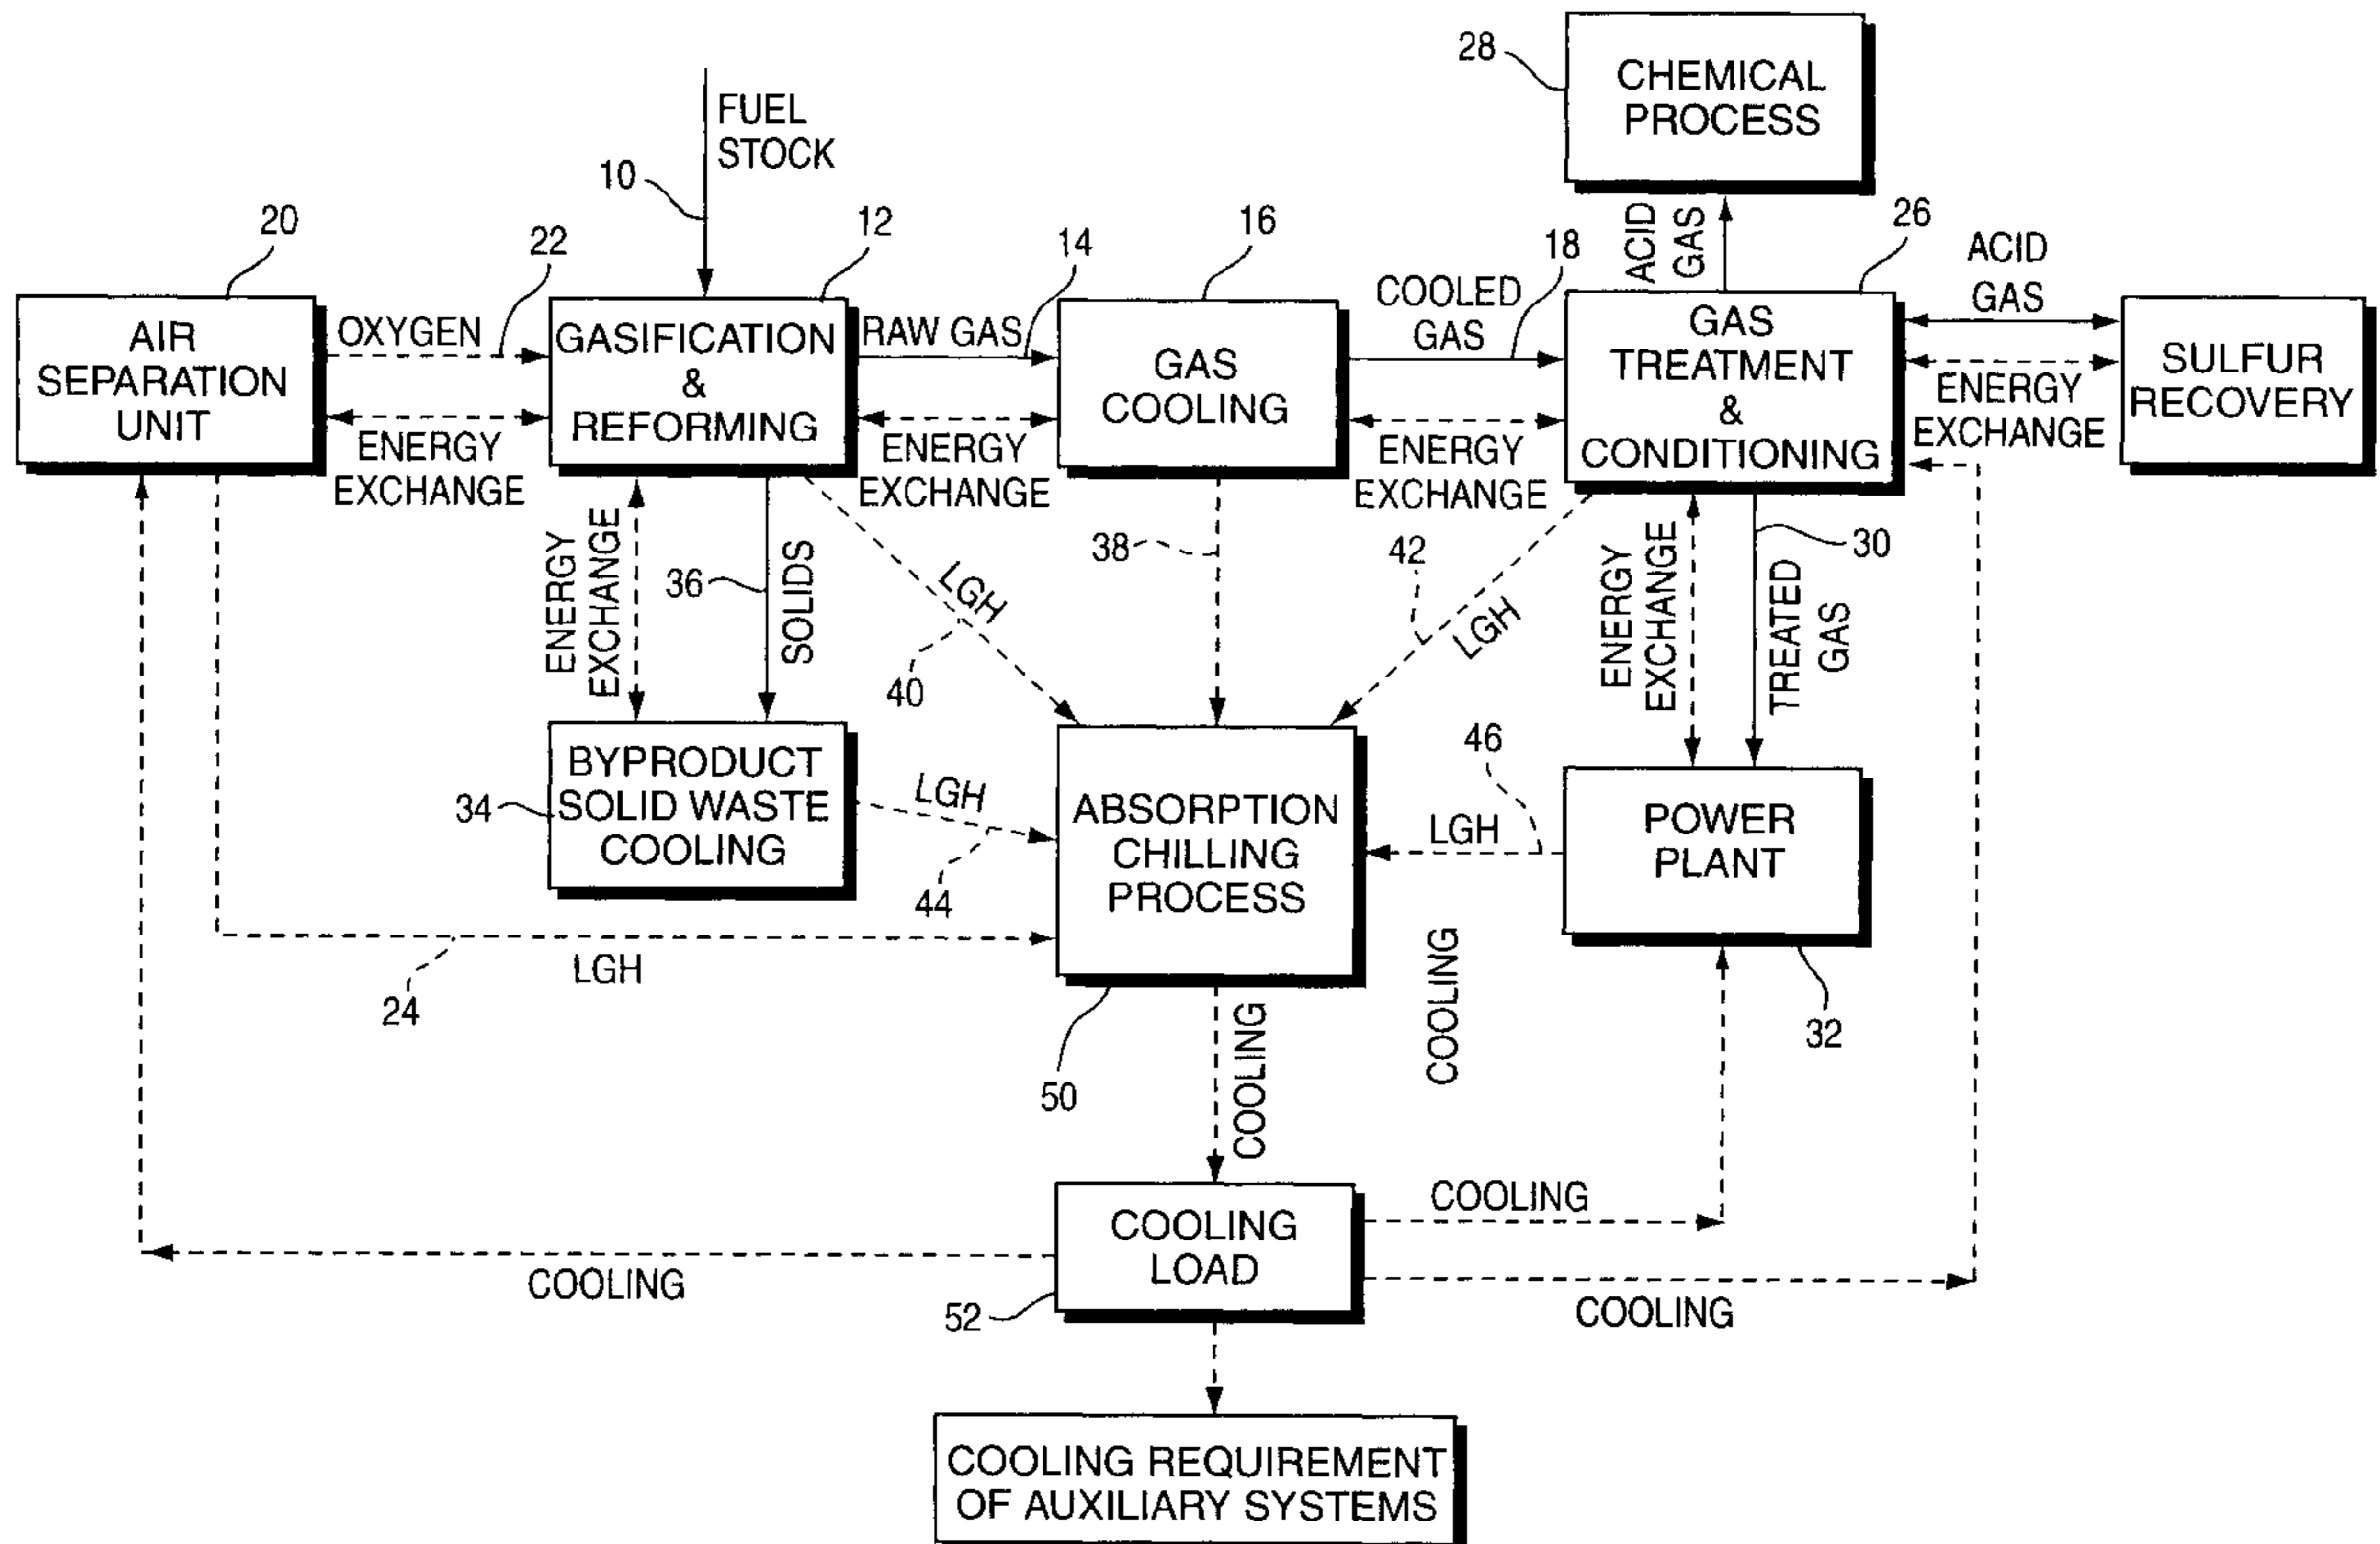 28
CHEMICAL
PROCESS
FUEL
STOCK
10
20
22
12
14
16
18
ACID
GAS
26
ACID
GAS
AIR
SEPARATION
UNIT
OXYGEN
ENERGY
EXCHANGE
GASIFICATION
&
REFORMING
RAW GAS
ENERGY
EXCHANGE
GAS
COOLING
COOLED
GAS
ENERGY
EXCHANGE
GAS
TREATMENT
&
CONDITIONING
ENERGY
EXCHANGE
SULFUR
RECOVERY
ENERGY
EXCHANGE
36
SOLIDS
LGH
40
38
42
LGH
ENERGY
EXCHANGE
30
TREATED
GAS
34
BYPRODUCT
SOLID WASTE
COOLING
LGH
44
ABSORPTION
CHILLING
PROCESS
46
LGH
POWER
PLANT
24
LGH
50
COOLING
COOLING
32
COOLING
COOLING
LOAD
52
COOLING
COOLING
COOLING REQUIREMENT
OF AUXILIARY SYSTEMS